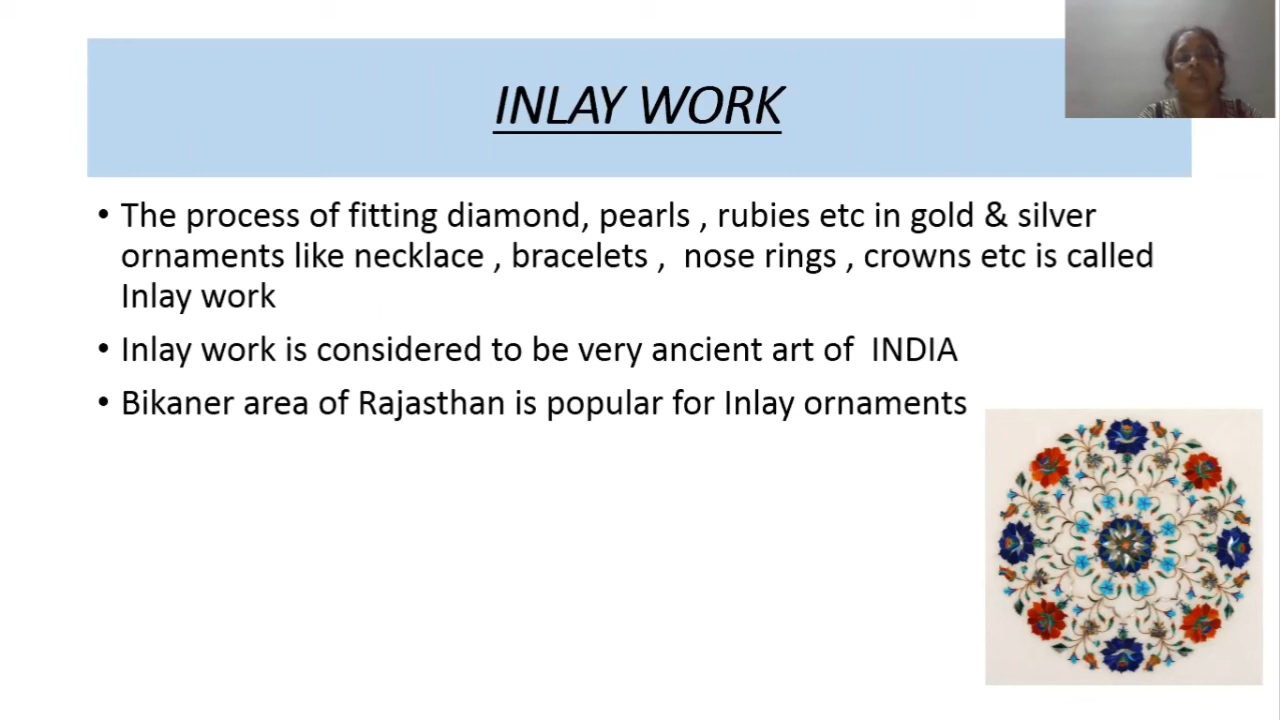 INLAY WORK
• The process of fitting diamond, pearls , rubies etc in gold & silver
ornaments like necklace , bracelets ,  nose rings , crowns etc is called
Inlay work
• Inlay work is considered to be very ancient art of  INDIA
• Bikaner area of Rajasthan is popular for Inlay ornaments